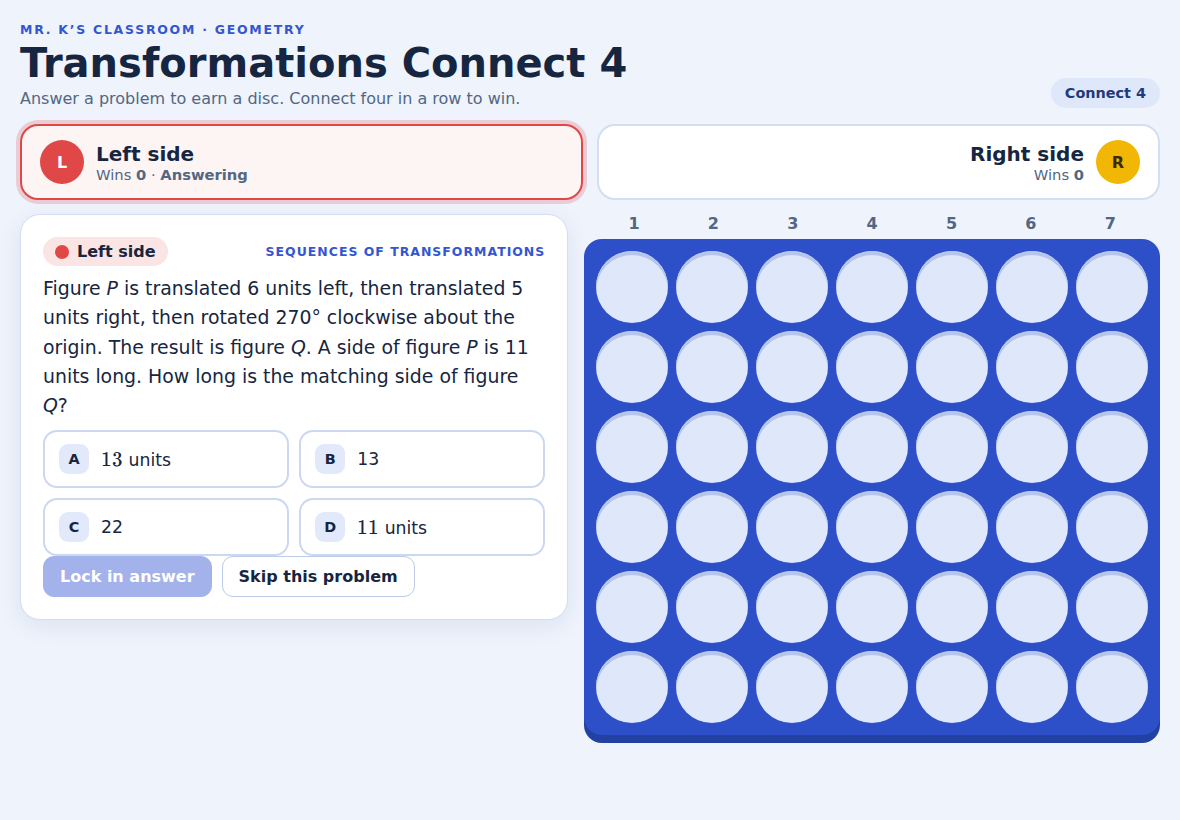 MR. K’S CLASSROOM · GEOMETRY
Transformations Connect 4
Answer a problem to earn a disc. Connect four in a row to win.
Connect 4
L
Left side
Wins 0 · Answering
Right side
Wins 0
R
Left side
SEQUENCES OF TRANSFORMATIONS
Figure P is translated 6 units left, then translated 5
units right, then rotated 270° clockwise about the
origin. The result is figure Q. A side of figure P is 11
units long. How long is the matching side of figure
Q?
A 13 units
B 13
C 22
D 11 units
Lock in answer
Skip this problem
1 2 3 4 5 6 7